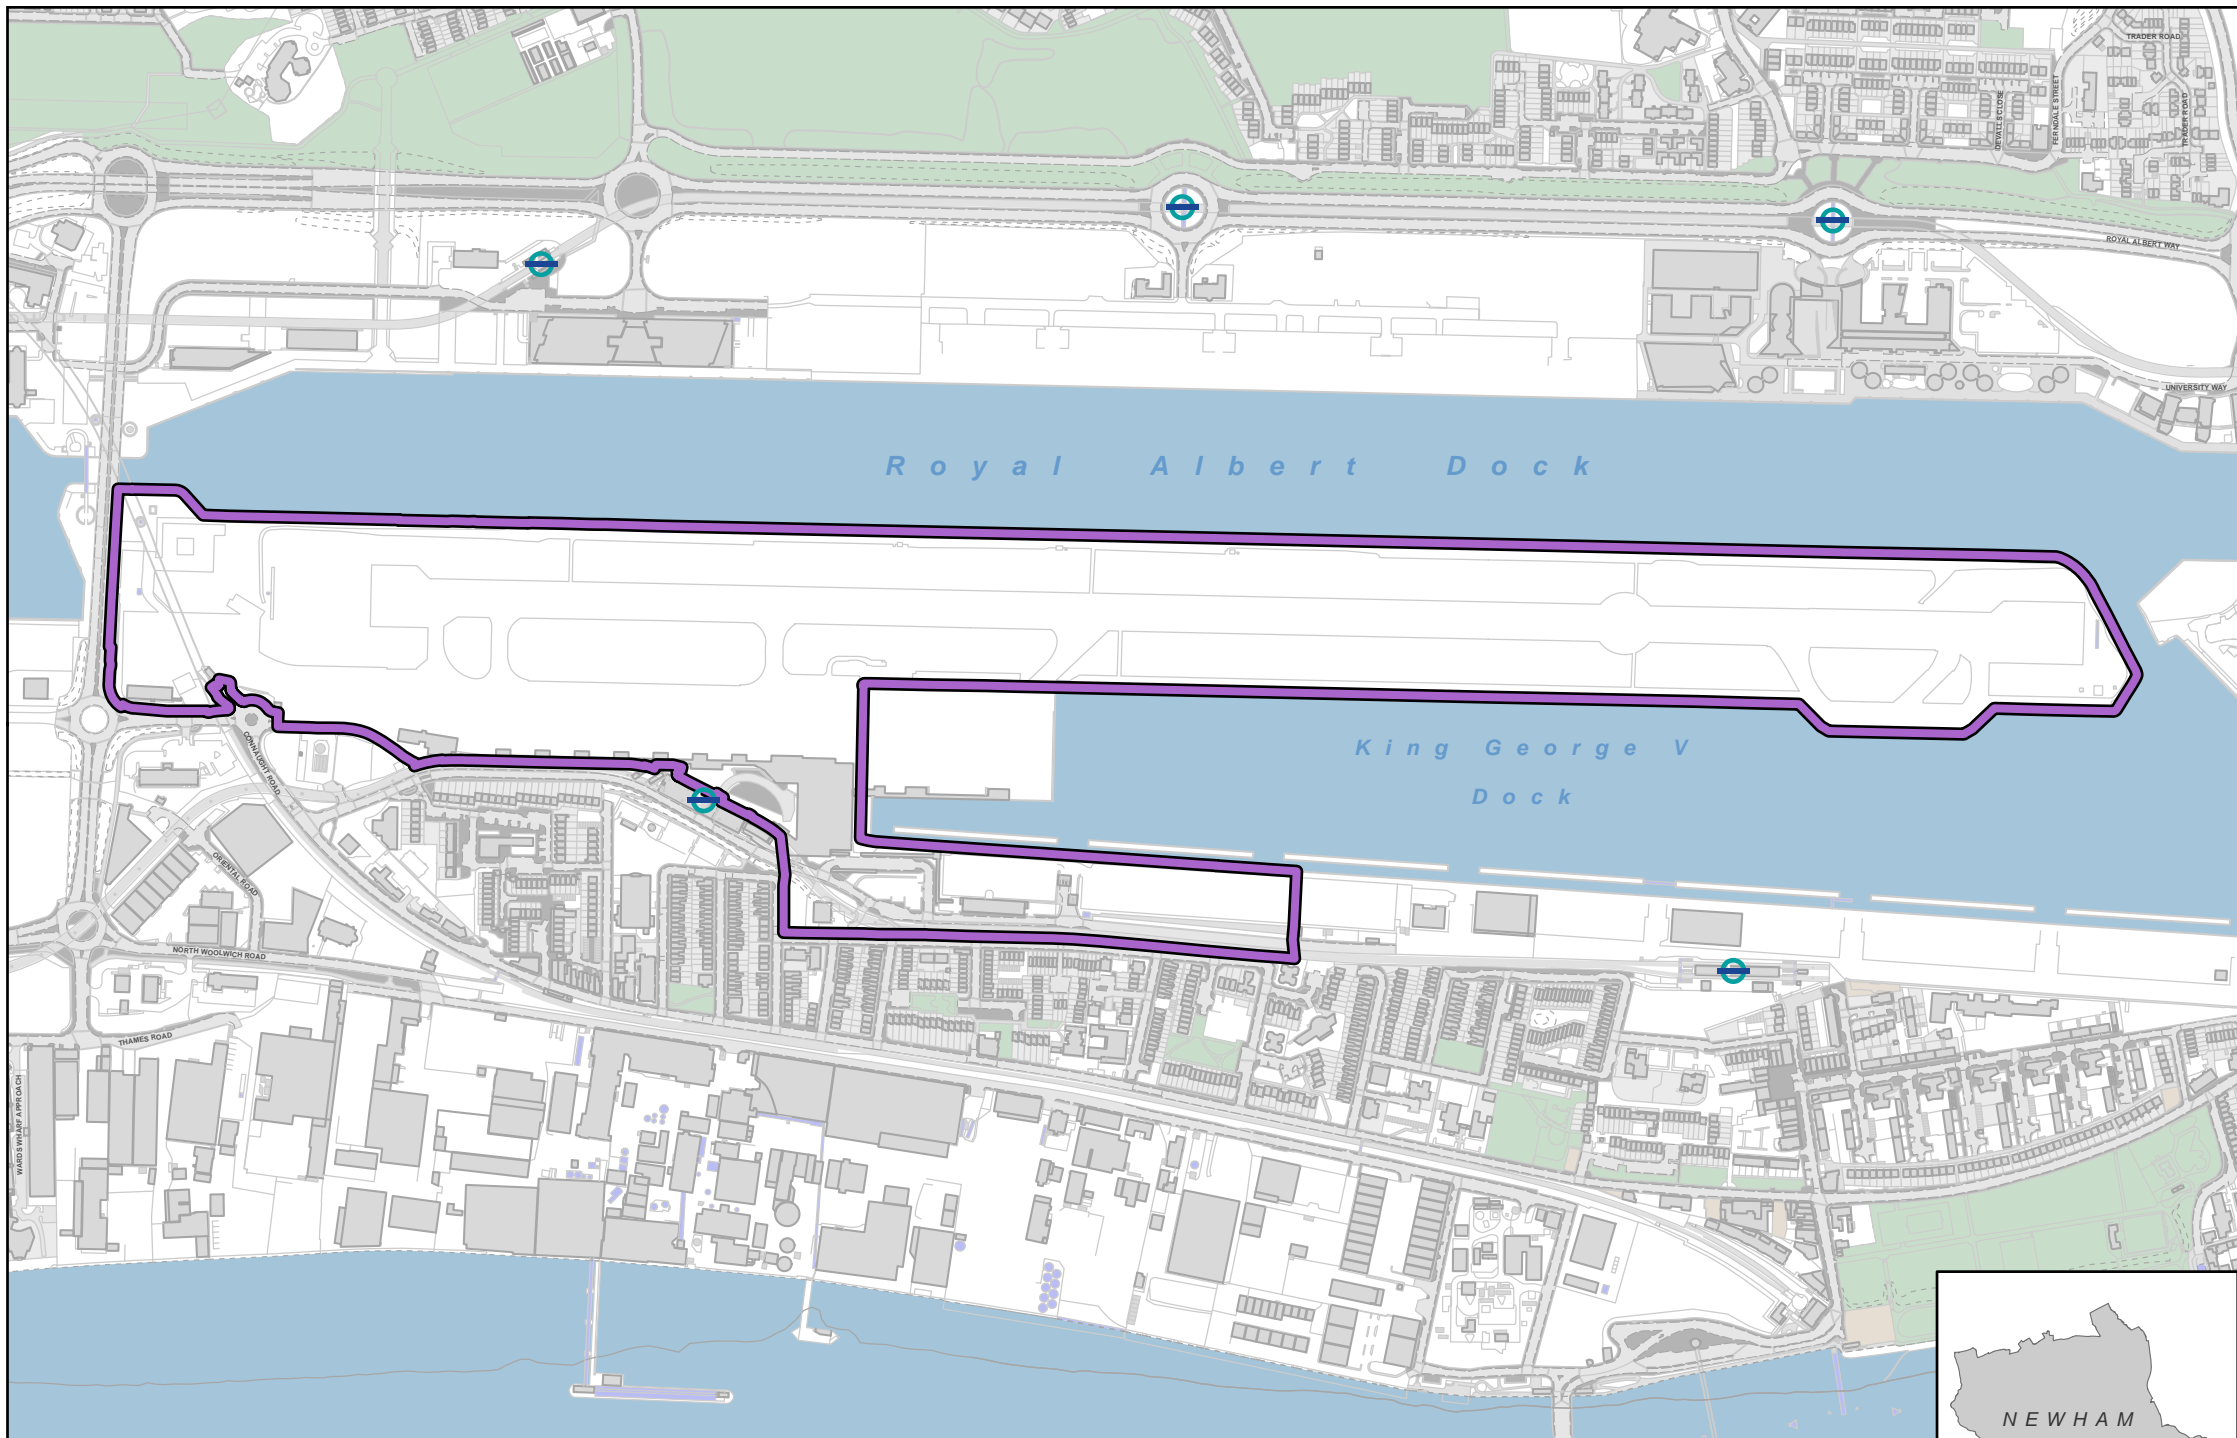 TRADER ROAD
FERNDALE STREET
DEVALLS CLOSE
TRADER ROAD
ROYAL ALBERT WAY
UNIVERSITY WAY
Royal Albert Dock
King George V
Dock
CONNAUGHT ROAD
ORIENTAL ROAD
NORTH WOOLWICH ROAD
THAMES ROAD
WARDS WHARF APPROACH
NEWHAM